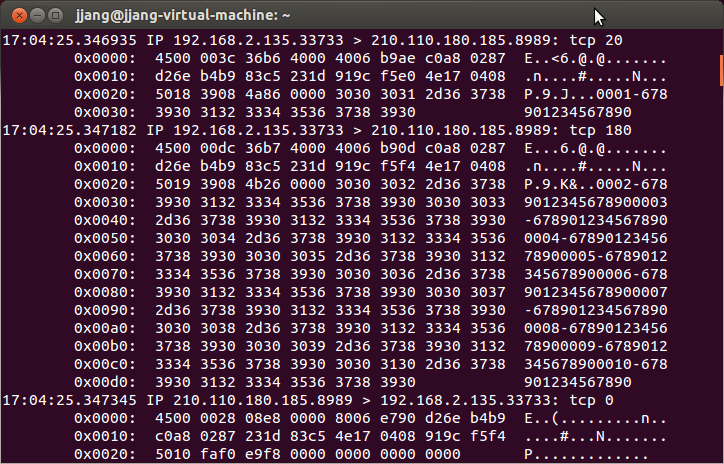 jjang@jjang-virtual-machine: ~
17:04:25.346935 IP 192.168.2.135.33733 > 210.110.180.185.8989: tcp 20
0x0000:  4500 003c 36b6 4000 4006 b9ae c0a8 0287  E..<6.@.@.......
0x0010:  d26e b4b9 83c5 231d 919c f5e0 4e17 0408  .n....#.....N...
0x0020:  5018 3908 4a86 0000 3030 3031 2d36 3738  P.9.J...0001-678
0x0030:  3930 3132 3334 3536 3738 3930  901234567890
17:04:25.347182 IP 192.168.2.135.33733 > 210.110.180.185.8989: tcp 180
0x0000:  4500 00dc 36b7 4000 4006 b90d c0a8 0287  E...6.@.@.......
0x0010:  d26e b4b9 83c5 231d 919c f5f4 4e17 0408  .n....#.....N...
0x0020:  5019 3908 4b26 0000 3030 3032 2d36 3738  P.9.K&..0002-678
0x0030:  3930 3132 3334 3536 3738 3930 3030 3033  9012345678900003
0x0040:  2d36 3738 3930 3132 3334 3536 3738 3930  -678901234567890
0x0050:  3030 3034 2d36 3738 3930 3132 3334 3536  0004-67890123456
0x0060:  3738 3930 3030 3035 2d36 3738 3930 3132  78900005-6789012
0x0070:  3334 3536 3738 3930 3030 3036 2d36 3738  345678900006-678
0x0080:  3930 3132 3334 3536 3738 3930 3030 3037  9012345678900007
0x0090:  2d36 3738 3930 3132 3334 3536 3738 3930  -678901234567890
0x00a0:  3030 3038 2d36 3738 3930 3132 3334 3536  0008-67890123456
0x00b0:  3738 3930 3030 3039 2d36 3738 3930 3132  78900009-6789012
0x00c0:  3334 3536 3738 3930 3030 3130 2d36 3738  345678900010-678
0x00d0:  3930 3132 3334 3536 3738 3930  901234567890
17:04:25.347345 IP 210.110.180.185.8989 > 192.168.2.135.33733: tcp 0
0x0000:  4500 0028 08e8 0000 8006 e790 d26e b4b9  E..(.........n..
0x0010:  c0a8 0287 231d 83c5 4e17 0408 919c f5f4  ....#...N.......
0x0020:  5010 faf0 e9f8 0000 0000 0000 0000  P.............